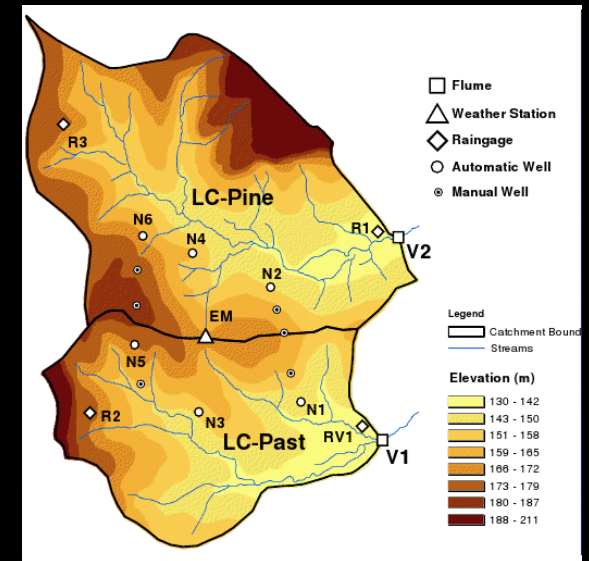 Flume
Weather Station
Raingage
Automatic Well
Manual Well
R3
LC-Pine
N6
N4
R1
V2
N2
EM
N5
R2
N3
N1
RV1
LC-Past
V1
Legend
Catchment Bound
Streams
Elevation (m)
130 - 142
143 - 150
151 - 158
159 - 165
166 - 172
173 - 179
180 - 187
188 - 211